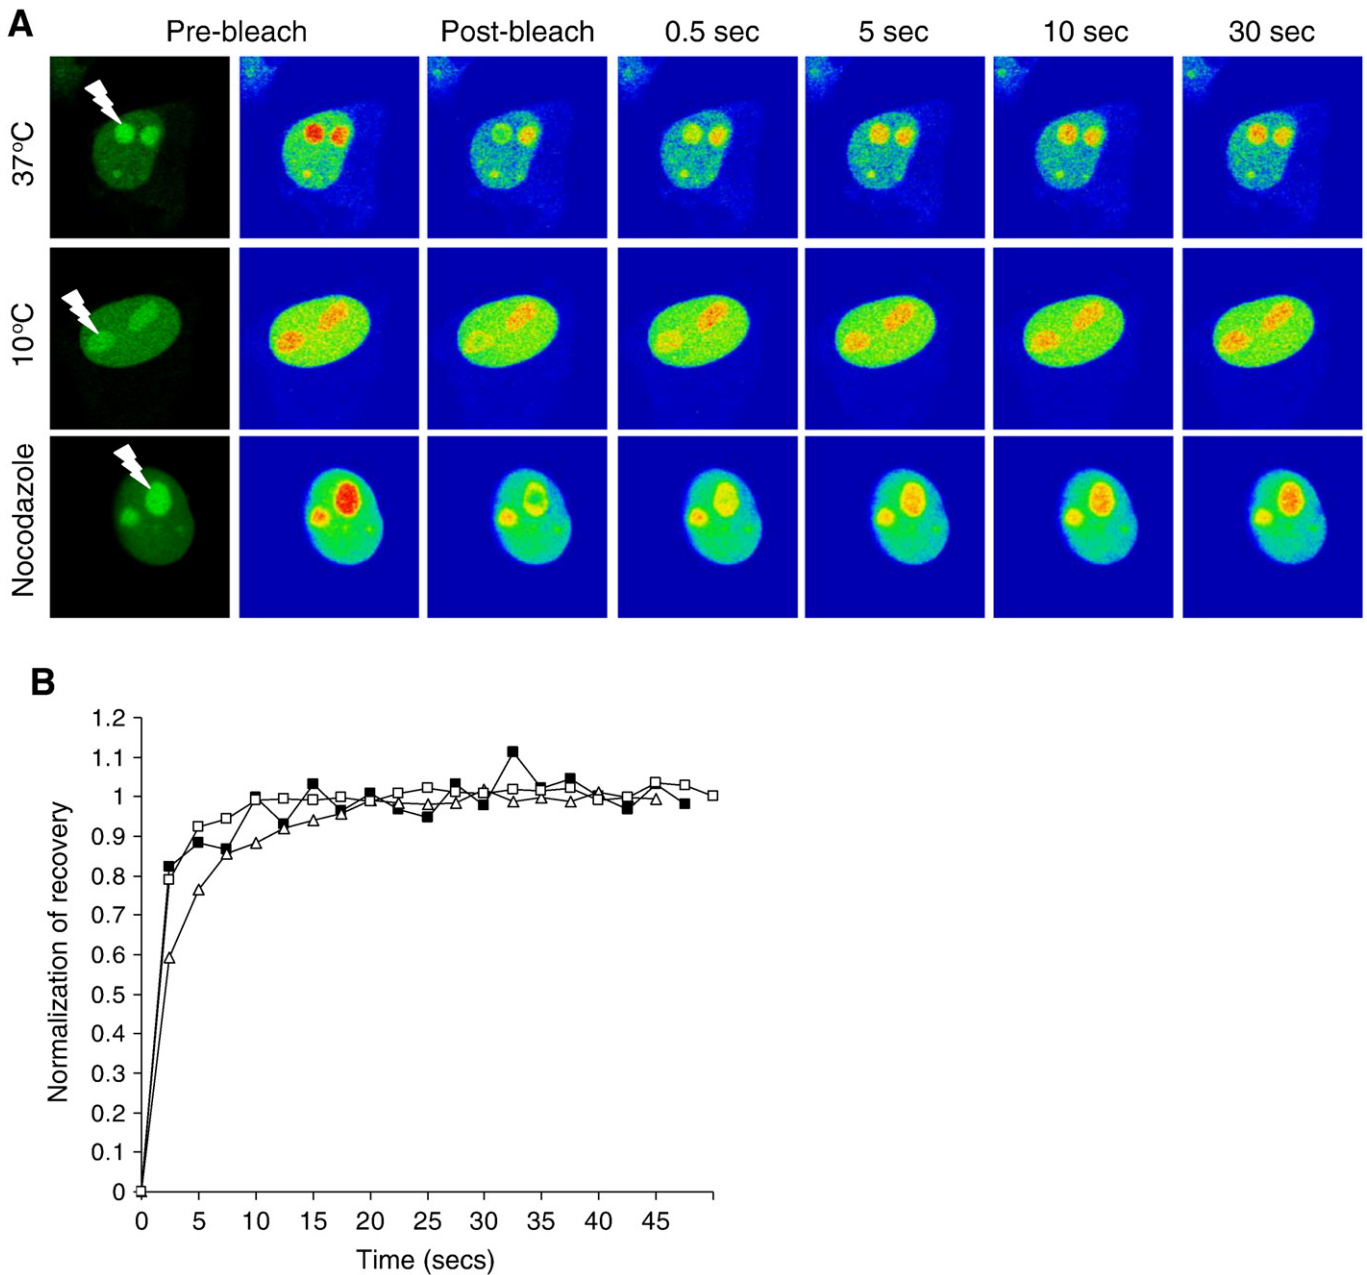 A
Pre-bleach Post-bleach 0.5 sec 5 sec 10 sec 30 sec
37ºC
10ºC
Nocodazole
B
1.2
1.1
1
0.9
0.8
0.7
0.6
0.5
0.4
0.3
0.2
0.1
0
Normalization of recovery
0 5 10 15 20 25 30 35 40 45
Time (secs)